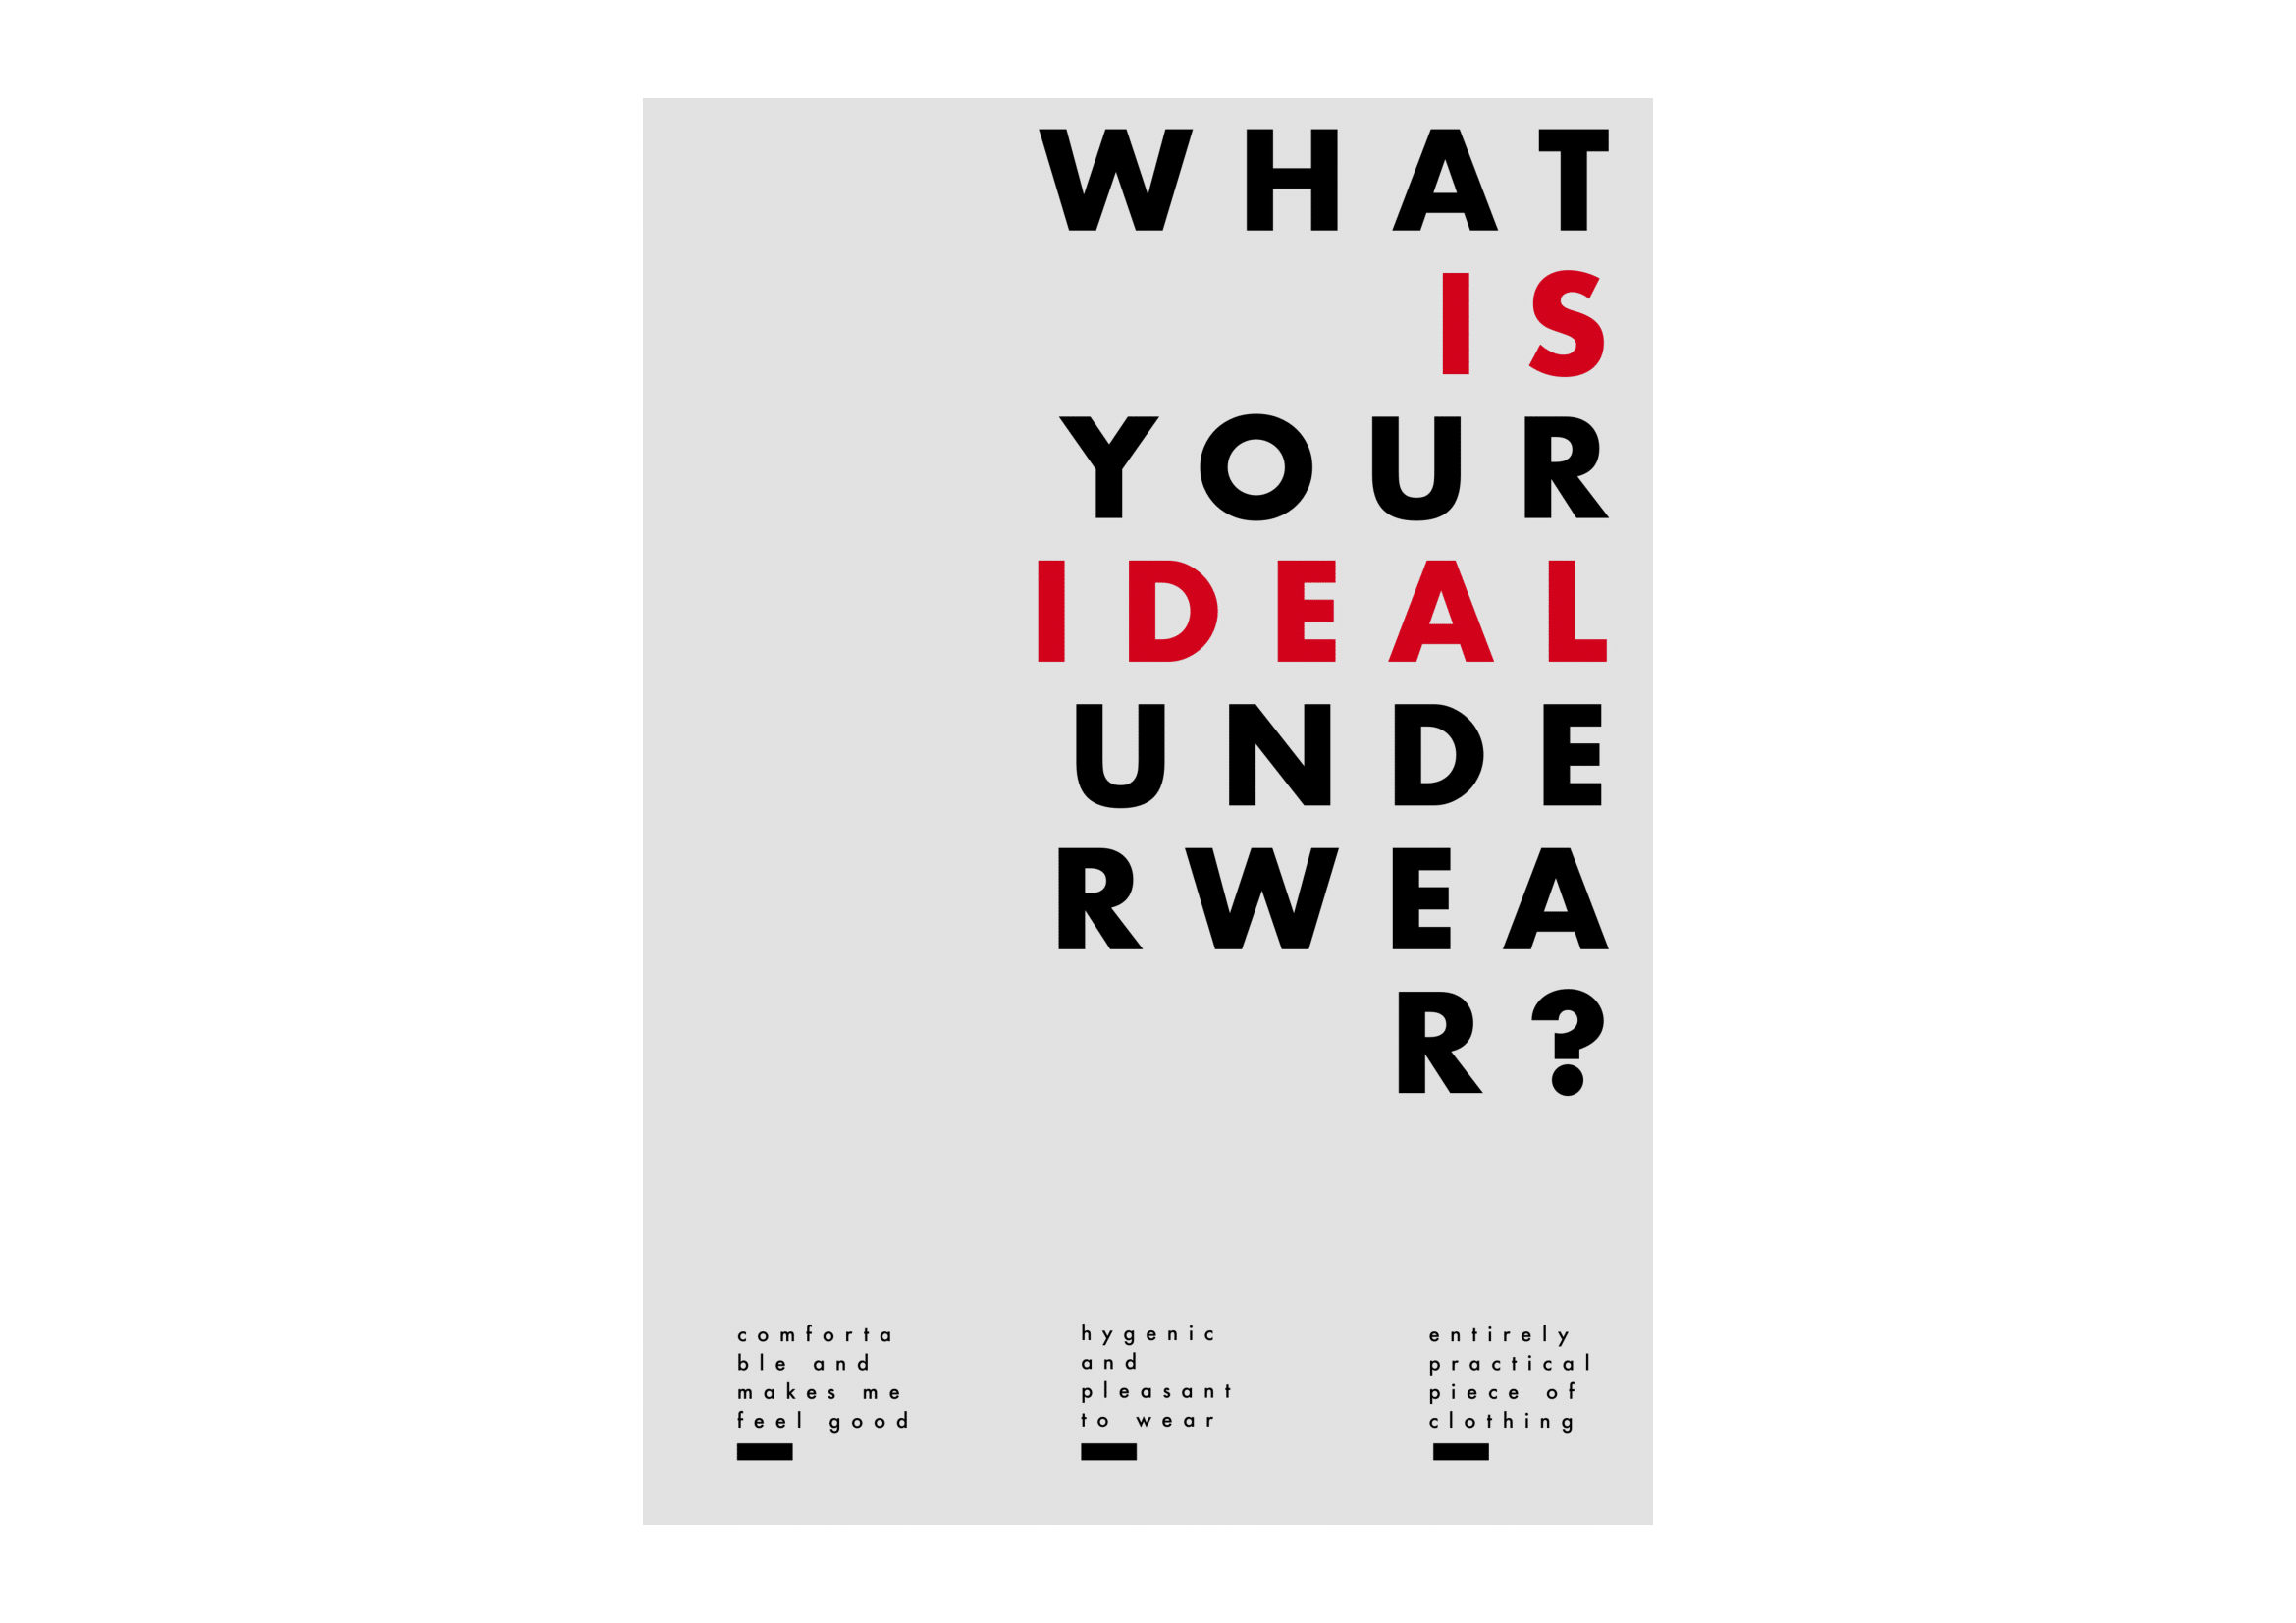 WHAT
IS
YOUR
IDEAL
UNDE
RWEA
R?
comforta
ble and
makes me
feel good
hygenic
and
pleasant
to wear
entirely
practical
piece of
clothing